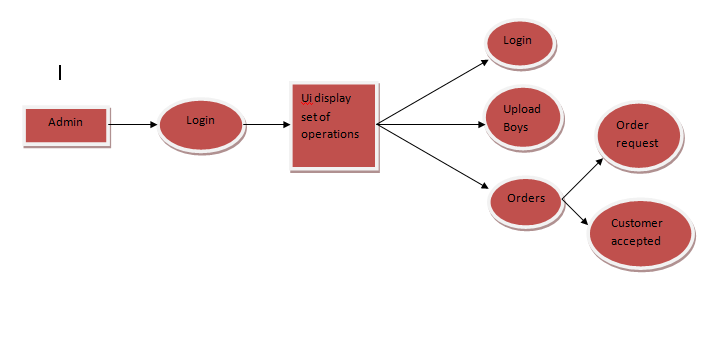 Admin
Login
Ui display
set of
operations
Login
Upload
Boys
Orders
Order
request
Customer
accepted